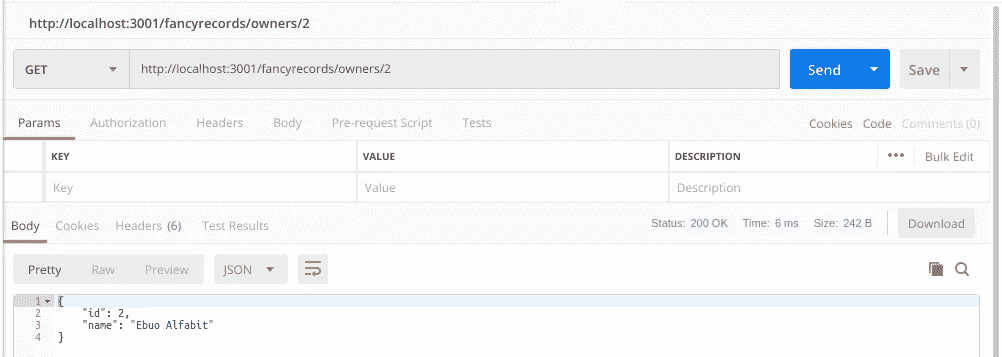 http://localhost:3001/fancyrecords/owners/2
GET http://localhost:3001/fancyrecords/owners/2 Send Save
Params Authorization Headers Body Pre-request Script Tests Cookies Code Comments (0)
KEY VALUE DESCRIPTION ••• Bulk Edit
Key Value Description
Body Cookies Headers (6) Test Results Status: 200 OK Time: 6 ms Size: 242 B Download
Pretty Raw Preview JSON
1 {
2 "id": 2,
3 "name": "Ebuo Alfabit"
4 }